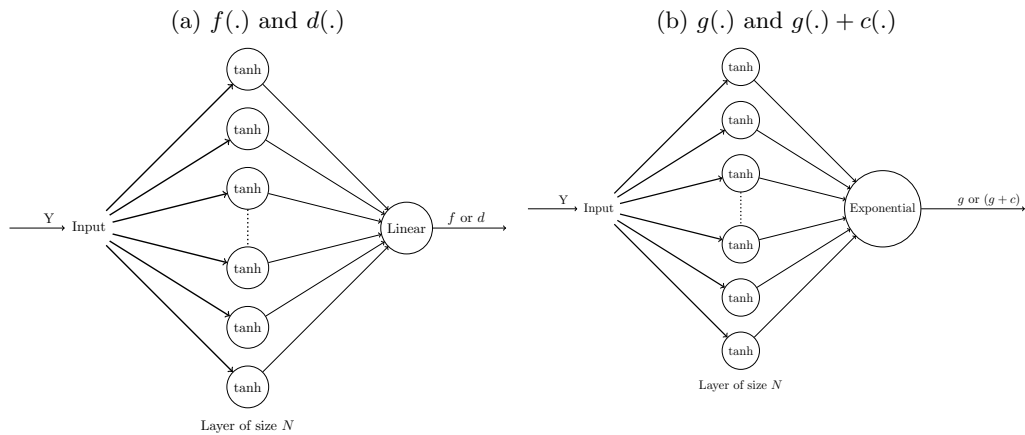 (a) f(.) and d(.)
tanh
tanh
tanh
Y
Input
Linear
f or d
tanh
tanh
tanh
Layer of size N
(b) g(.) and g(.) + c(.)
tanh
tanh
tanh
Y
Input
Exponential
g or (g + c)
tanh
tanh
tanh
Layer of size N